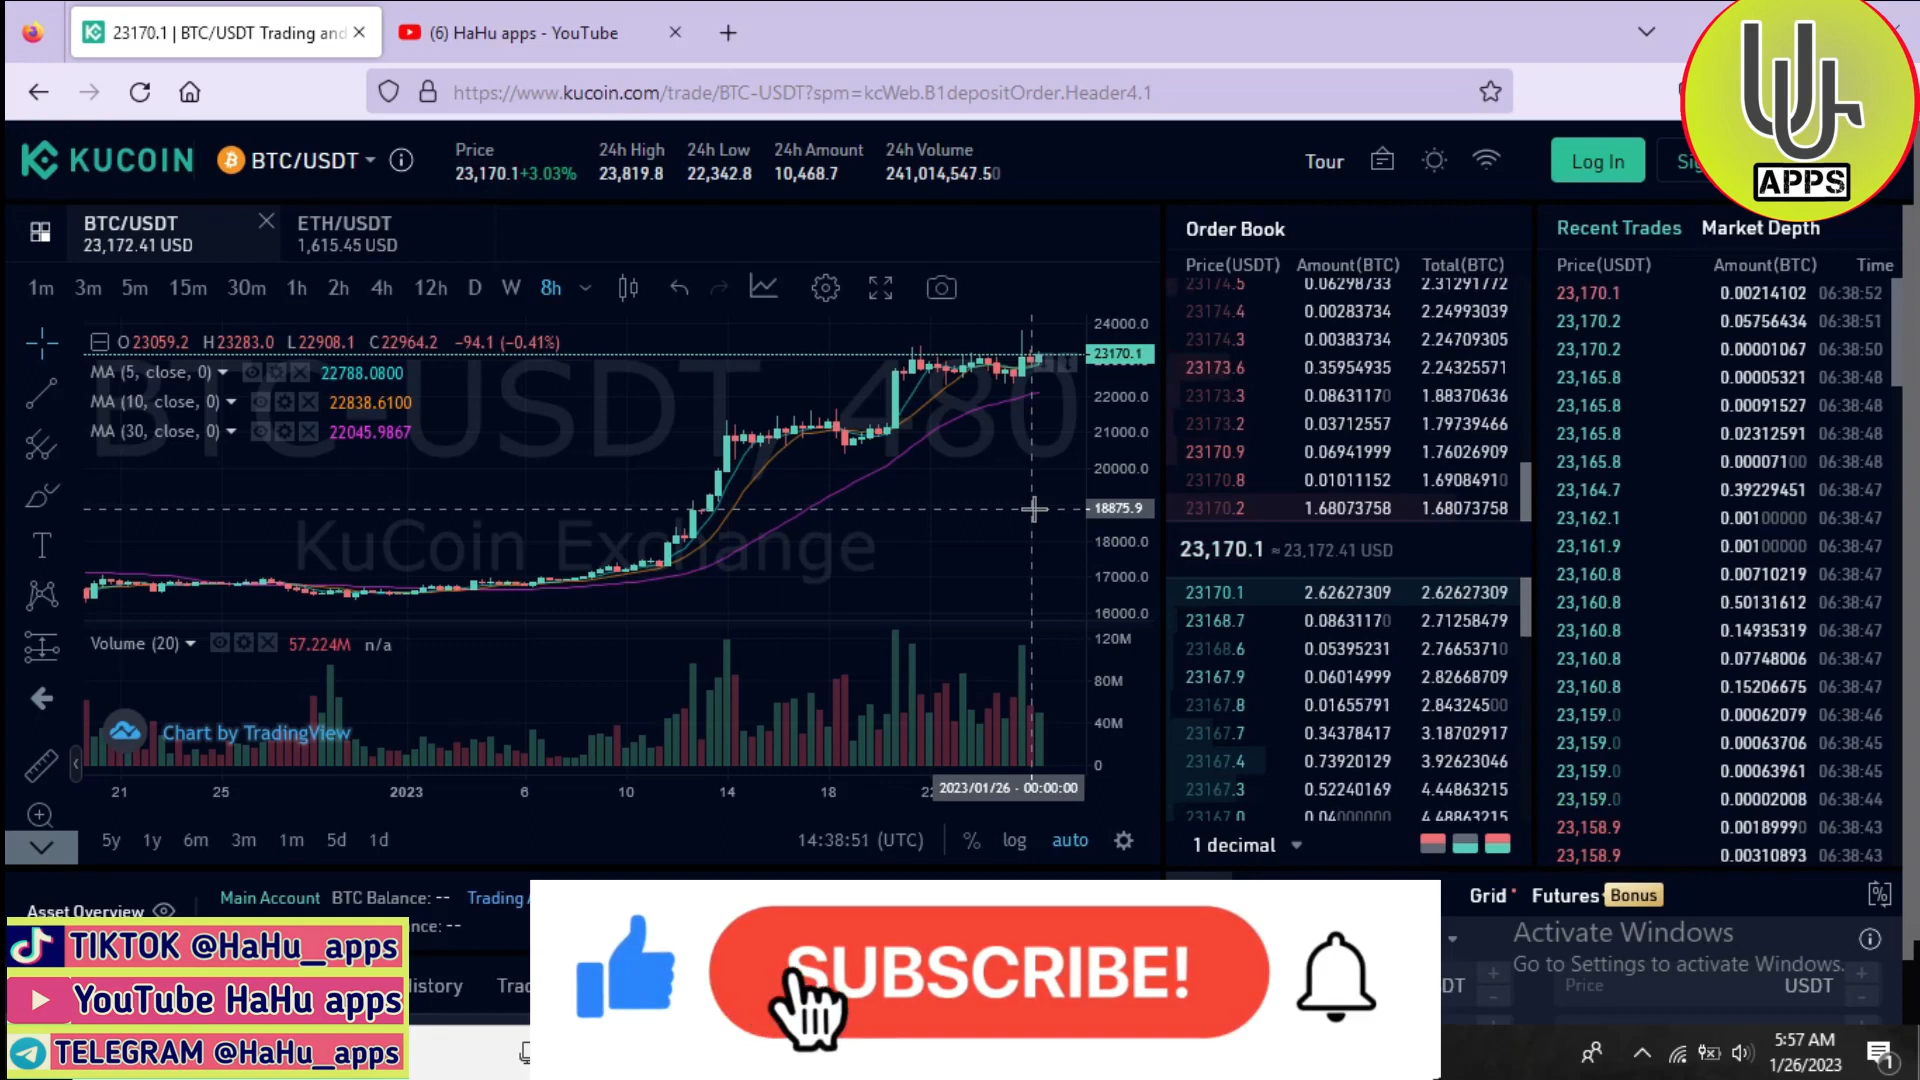 23170.1 | BTC/USDT Trading and
(6) HaHu apps - YouTube
https://www.kucoin.com/trade/BTC-USDT?spm=kcWeb.B1depositOrder.Header4.1
APPS
KUCOIN
BTC/USDT
Price
23,170.1+3.03%
24h High
23,819.8
24h Low
22,342.8
24h Amount
10,468.7
24h Volume
241,014,547.50
Tour
Log In
BTC/USDT
23,172.41 USD
ETH/USDT
1,615.45 USD
1m 3m 5m 15m 30m 1h 2h 4h 12h D W 8h
O23059.2 H23283.0 L22908.1 C22964.2 −94.1 (−0.41%)
MA (5, close, 0) 22788.0800
MA (10, close, 0) 22838.6100
MA (30, close, 0) 22045.9867
BTC-USDT, 480
KuCoin Exchange
24000.0
23170.1
22000.0
21000.0
20000.0
18875.9
18000.0
17000.0
16000.0
Volume (20) 57.224M n/a
120M
80M
40M
0
Chart by TradingView
21 25 2023 6 10 14 18 2023/01/26 - 00:00:00
5y 1y 6m 3m 1m 5d 1d
14:38:51 (UTC) % log auto
Order Book
Price(USDT) Amount(BTC) Total(BTC)
23174.5 0.06298733 2.31291772
23174.4 0.00283734 2.24993039
23174.3 0.00383734 2.24709305
23173.6 0.35954935 2.24325571
23173.3 0.08631170 1.88370636
23173.2 0.03712557 1.79739466
23170.9 0.06941999 1.76026909
23170.8 0.01011152 1.69084910
23170.2 1.68073758 1.68073758
23,170.1 ≈ 23,172.41 USD
23170.1 2.62627309 2.62627309
23168.7 0.08631170 2.71258479
23168.6 0.05395231 2.76653710
23167.9 0.06014999 2.82668709
23167.8 0.01655791 2.84324500
23167.7 0.34378417 3.18702917
23167.4 0.73920129 3.92623046
23167.3 0.52240169 4.44863215
23167.0 0.04000000 4.48863215
1 decimal
Recent Trades Market Depth
Price(USDT) Amount(BTC) Time
23,170.1 0.00214102 06:38:52
23,170.2 0.05756434 06:38:51
23,170.2 0.00001067 06:38:50
23,165.8 0.00005321 06:38:48
23,165.8 0.00091527 06:38:48
23,165.8 0.02312591 06:38:48
23,165.8 0.00007100 06:38:48
23,164.7 0.39229451 06:38:47
23,162.1 0.00100000 06:38:47
23,161.9 0.00100000 06:38:47
23,160.8 0.00710219 06:38:47
23,160.8 0.50131612 06:38:47
23,160.8 0.14935319 06:38:47
23,160.8 0.07748006 06:38:47
23,160.8 0.15206675 06:38:47
23,159.0 0.00062079 06:38:46
23,159.0 0.00063706 06:38:45
23,159.0 0.00063961 06:38:45
23,159.0 0.00002008 06:38:44
23,158.9 0.00189990 06:38:43
23,158.9 0.00310893 06:38:43
Asset Overview
Main Account BTC Balance: --
Trading
Grid Futures Bonus
Activate Windows
Go to Settings to activate Windows.
Price USDT
TIKTOK @HaHu_apps
YouTube HaHu apps
TELEGRAM @HaHu_apps
SUBSCRIBE!
5:57 AM
1/26/2023
1